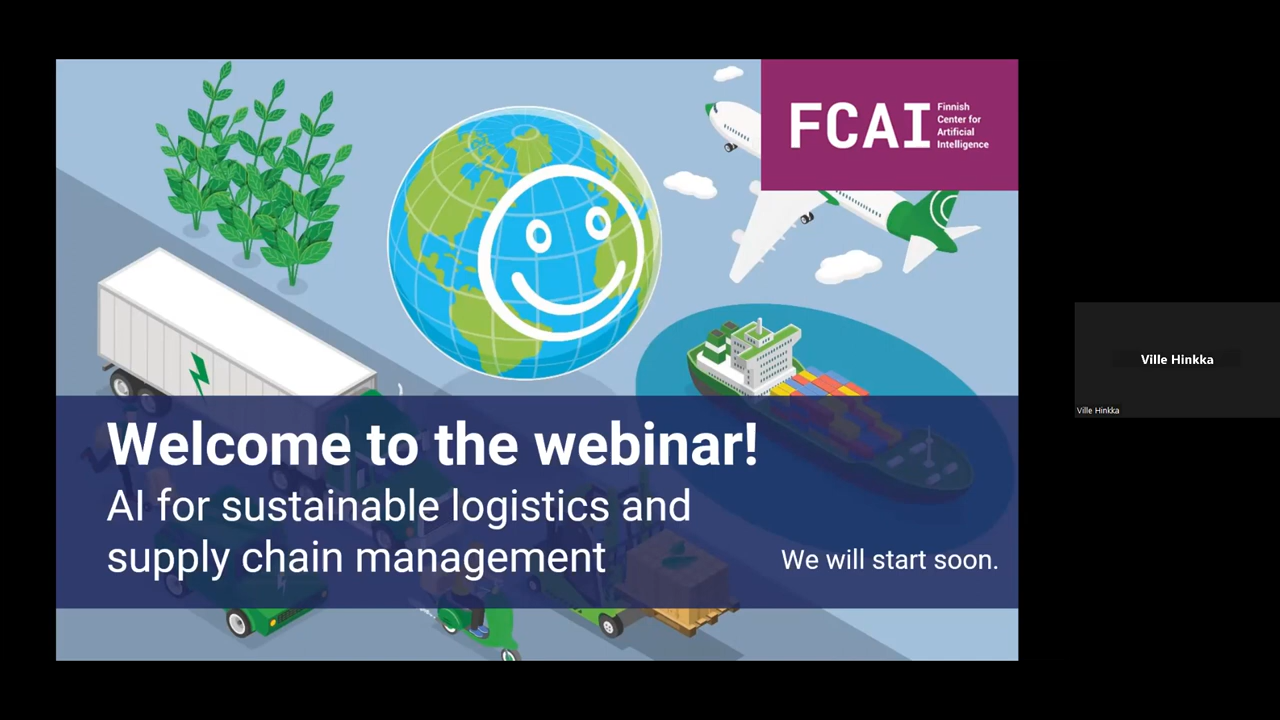 FCAI
Finnish
Center for
Artificial
Intelligence
Welcome to the webinar!
AI for sustainable logistics and
supply chain management
We will start soon.
Ville Hinkka
Ville Hinkka